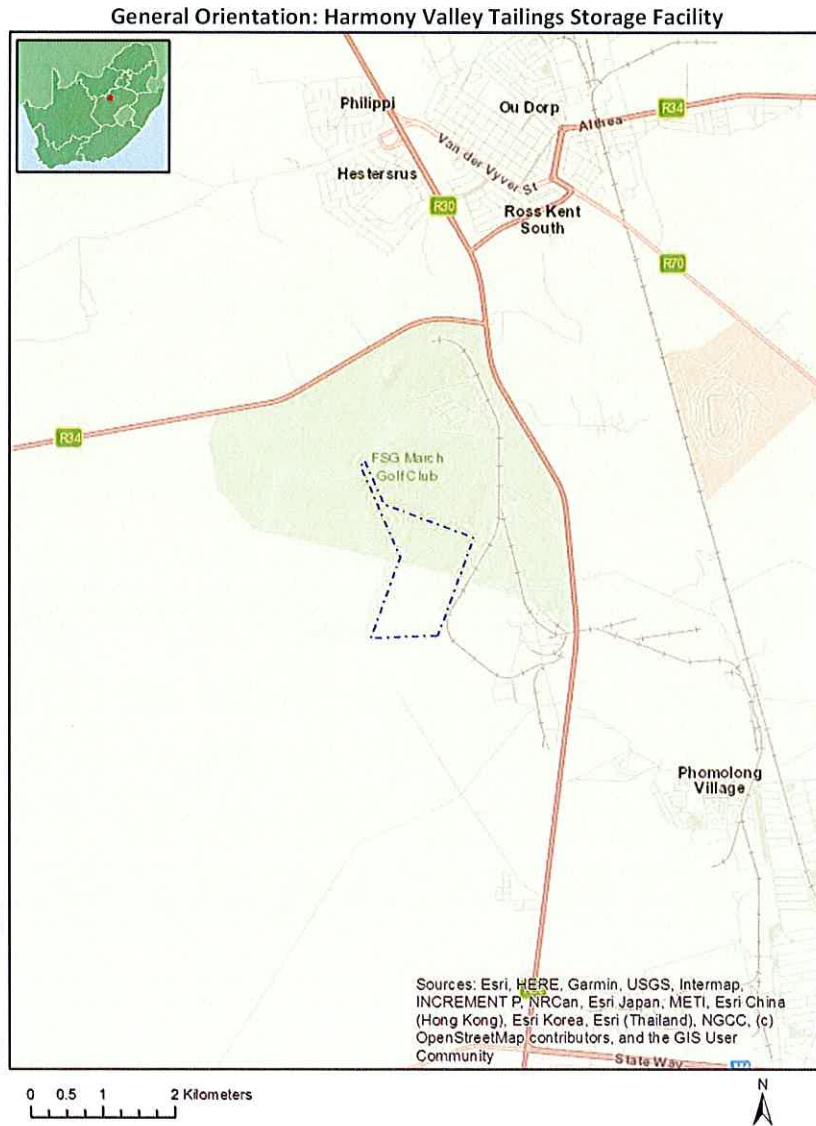 General Orientation: Harmony Valley Tailings Storage Facility
Philippi
Ou Dorp
R34
Althea
Van der Vyver St
Hestersrus
R30
Ross Kent
South
R70
R34
FSG March
Golf Club
Phomolong
Village
Sources: Esri, HERE, Garmin, USGS, Intermap,
INCREMENT P, NRCan, Esri Japan, METI, Esri China
(Hong Kong), Esri Korea, Esri (Thailand), NGCC, (c)
OpenStreetMap contributors, and the GIS User
Community
State Way
0 0.5 1 2 Kilometers
N